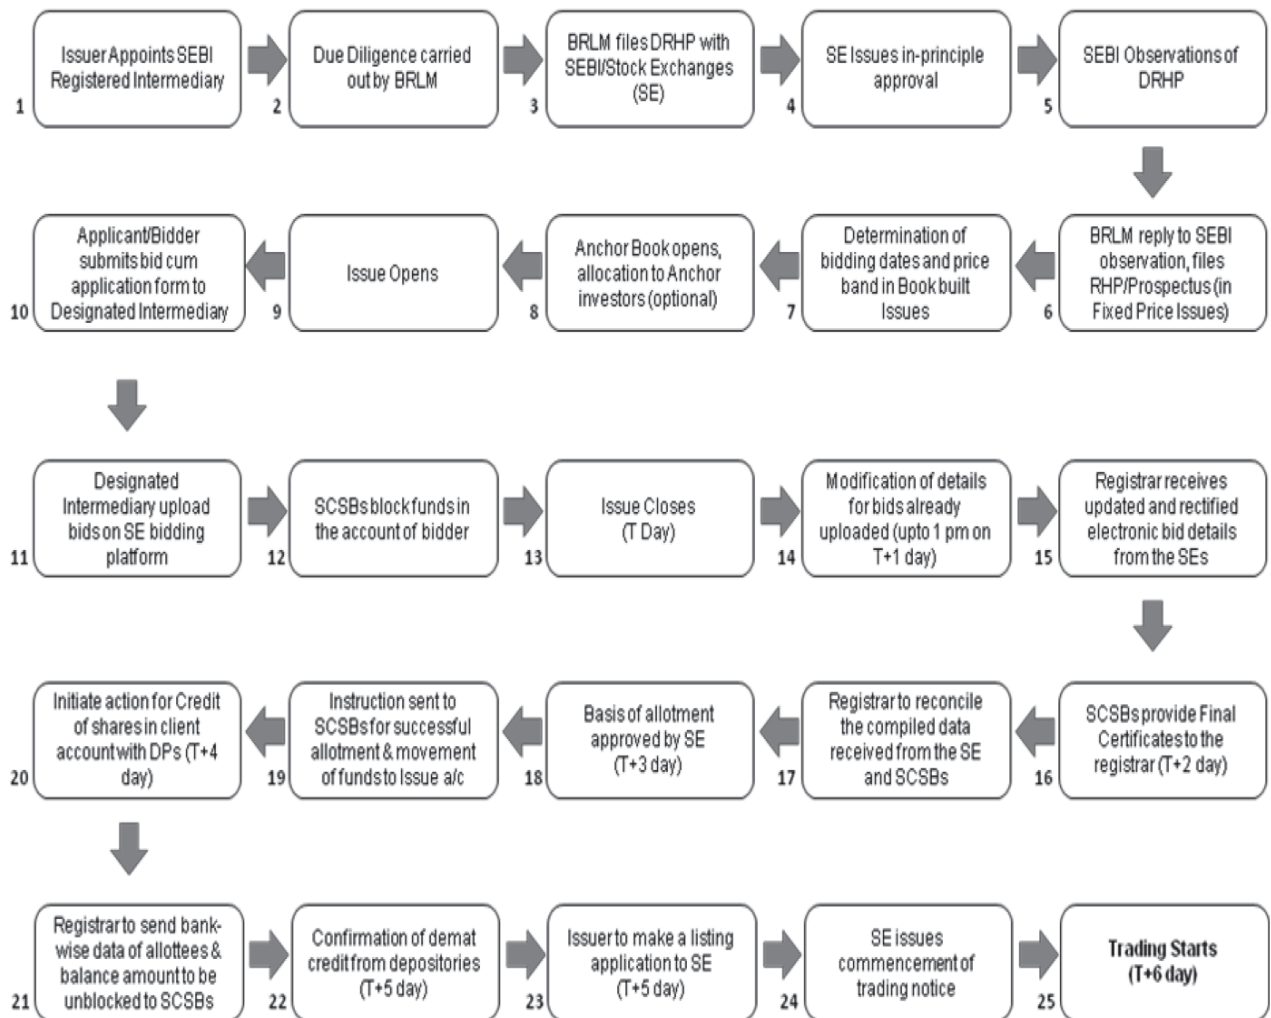 Issuer Appoints SEBI
Registered Intermediary
1
Due Diligence carried
out by BRLM
2
BRLM files DRHP with
SEBI/Stock Exchanges
(SE)
3
SE Issues in-principle
approval
4
SEBI Observations of
DRHP
5
BRLM reply to SEBI
observation, files
RHP/Prospectus (in
Fixed Price Issues)
6
Determination of
bidding dates and price
band in Book built
Issues
7
Anchor Book opens,
allocation to Anchor
investors (optional)
8
Issue Opens
9
Applicant/Bidder
submits bid cum
application form to
Designated Intermediary
10
Designated
Intermediary upload
bids on SE bidding
platform
11
SCSBs block funds in
the account of bidder
12
Issue Closes
(T Day)
13
Modification of details
for bids already
uploaded (upto 1 pm on
T+1 day)
14
Registrar receives
updated and rectified
electronic bid details
from the SEs
15
SCSBs provide Final
Certificates to the
registrar (T+2 day)
16
Registrar to reconcile
the compiled data
received from the SE
and SCSBs
17
Basis of allotment
approved by SE
(T+3 day)
18
Instruction sent to
SCSBs for successful
allotment & movement
of funds to Issue a/c
19
Initiate action for Credit
of shares in client
account with DPs (T+4
day)
20
Registrar to send bank-
wise data of allottees &
balance amount to be
unblocked to SCSBs
21
Confirmation of demat
credit from depositories
(T+5 day)
22
Issuer to make a listing
application to SE
(T+5 day)
23
SE issues
commencement of
trading notice
24
Trading Starts
(T+6 day)
25